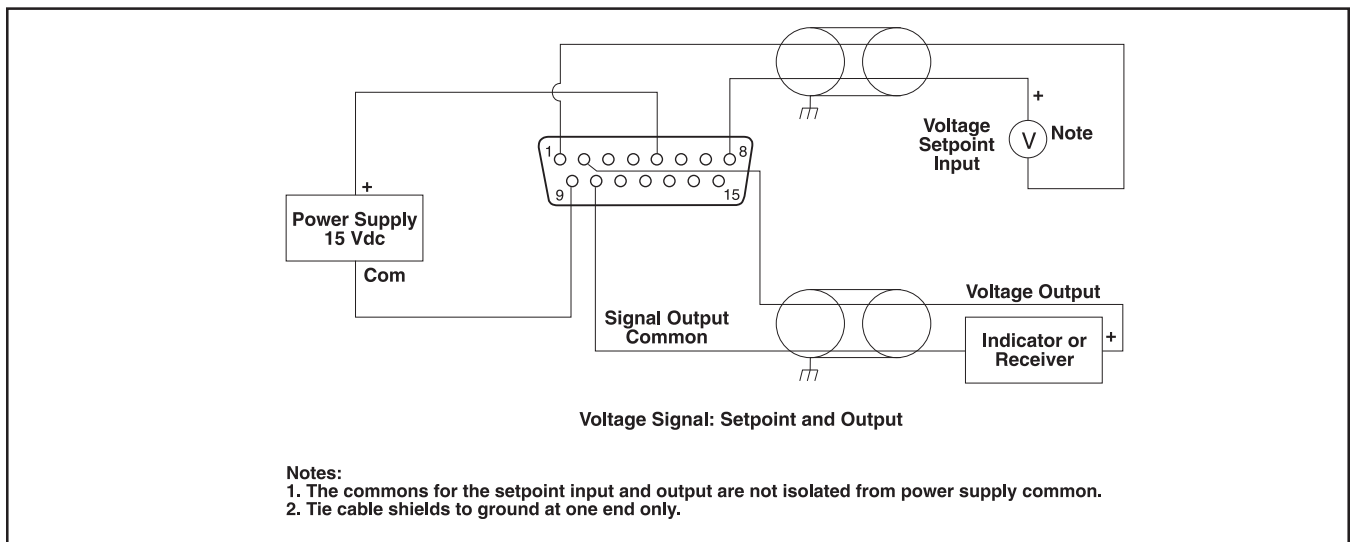 +
Voltage
Setpoint
Input
V
Note
1
8
9
15
+
Power Supply
15 Vdc
Com
Signal Output
Common
Voltage Output
Indicator or
Receiver
+
Voltage Signal: Setpoint and Output
Notes:
1. The commons for the setpoint input and output are not isolated from power supply common.
2. Tie cable shields to ground at one end only.